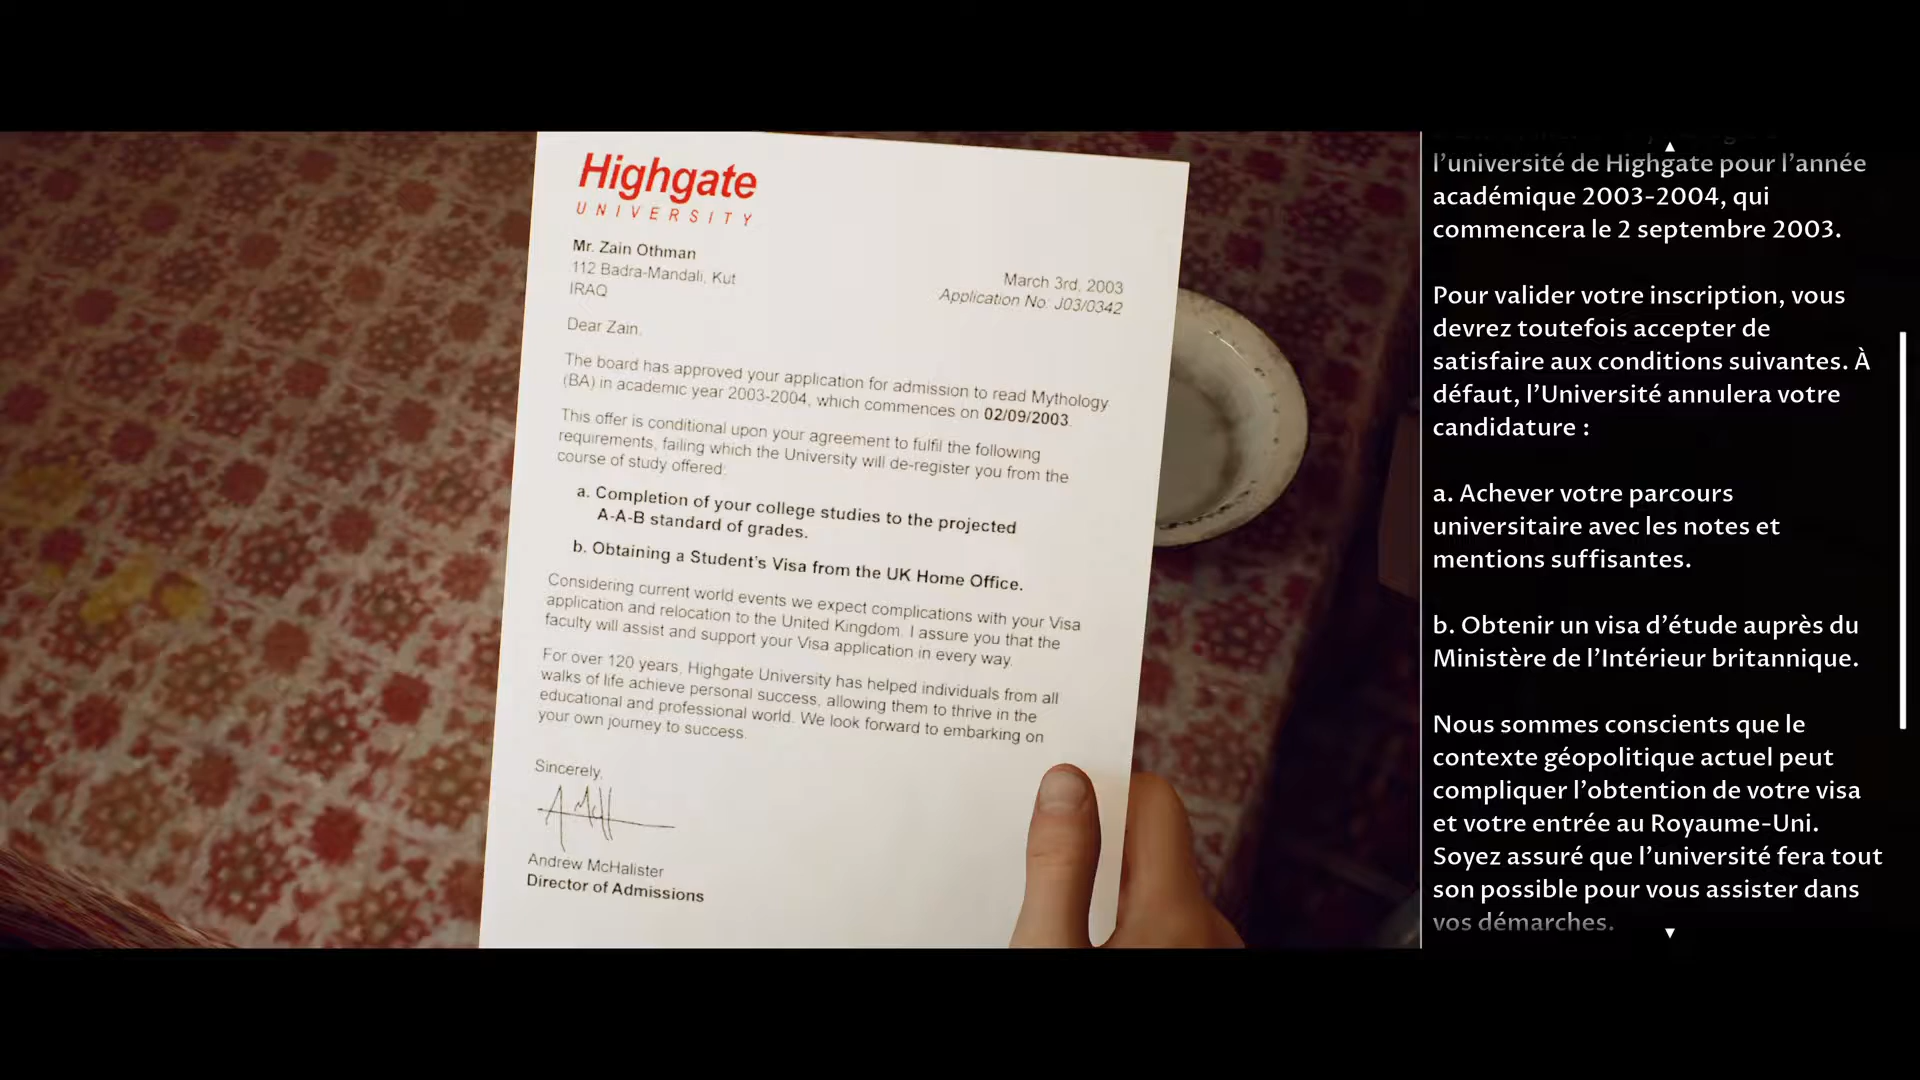 Highgate
UNIVERSITY
Mr. Zain Othman
112 Badra-Mandali, Kut
IRAQ
March 3rd, 2003
Application No: J03/0342
Dear Zain,
The board has approved your application for admission to read Mythology
(BA) in academic year 2003-2004, which commences on 02/09/2003.
This offer is conditional upon your agreement to fulfil the following
requirements, failing which the University will de-register you from the
course of study offered:
a. Completion of your college studies to the projected
A-A-B standard of grades.
b. Obtaining a Student's Visa from the UK Home Office.
Considering current world events we expect complications with your Visa
application and relocation to the United Kingdom. I assure you that the
faculty will assist and support your Visa application in every way.
For over 120 years, Highgate University has helped individuals from all
walks of life achieve personal success, allowing them to thrive in the
educational and professional world. We look forward to embarking on
your own journey to success.
Sincerely,
Andrew McHalister
Director of Admissions
l'université de Highgate pour l'année
académique 2003-2004, qui
commencera le 2 septembre 2003.
Pour valider votre inscription, vous
devrez toutefois accepter de
satisfaire aux conditions suivantes. À
défaut, l'Université annulera votre
candidature :
a. Achever votre parcours
universitaire avec les notes et
mentions suffisantes.
b. Obtenir un visa d'étude auprès du
Ministère de l'Intérieur britannique.
Nous sommes conscients que le
contexte géopolitique actuel peut
compliquer l'obtention de votre visa
et votre entrée au Royaume-Uni.
Soyez assuré que l'université fera tout
son possible pour vous assister dans
vos démarches.